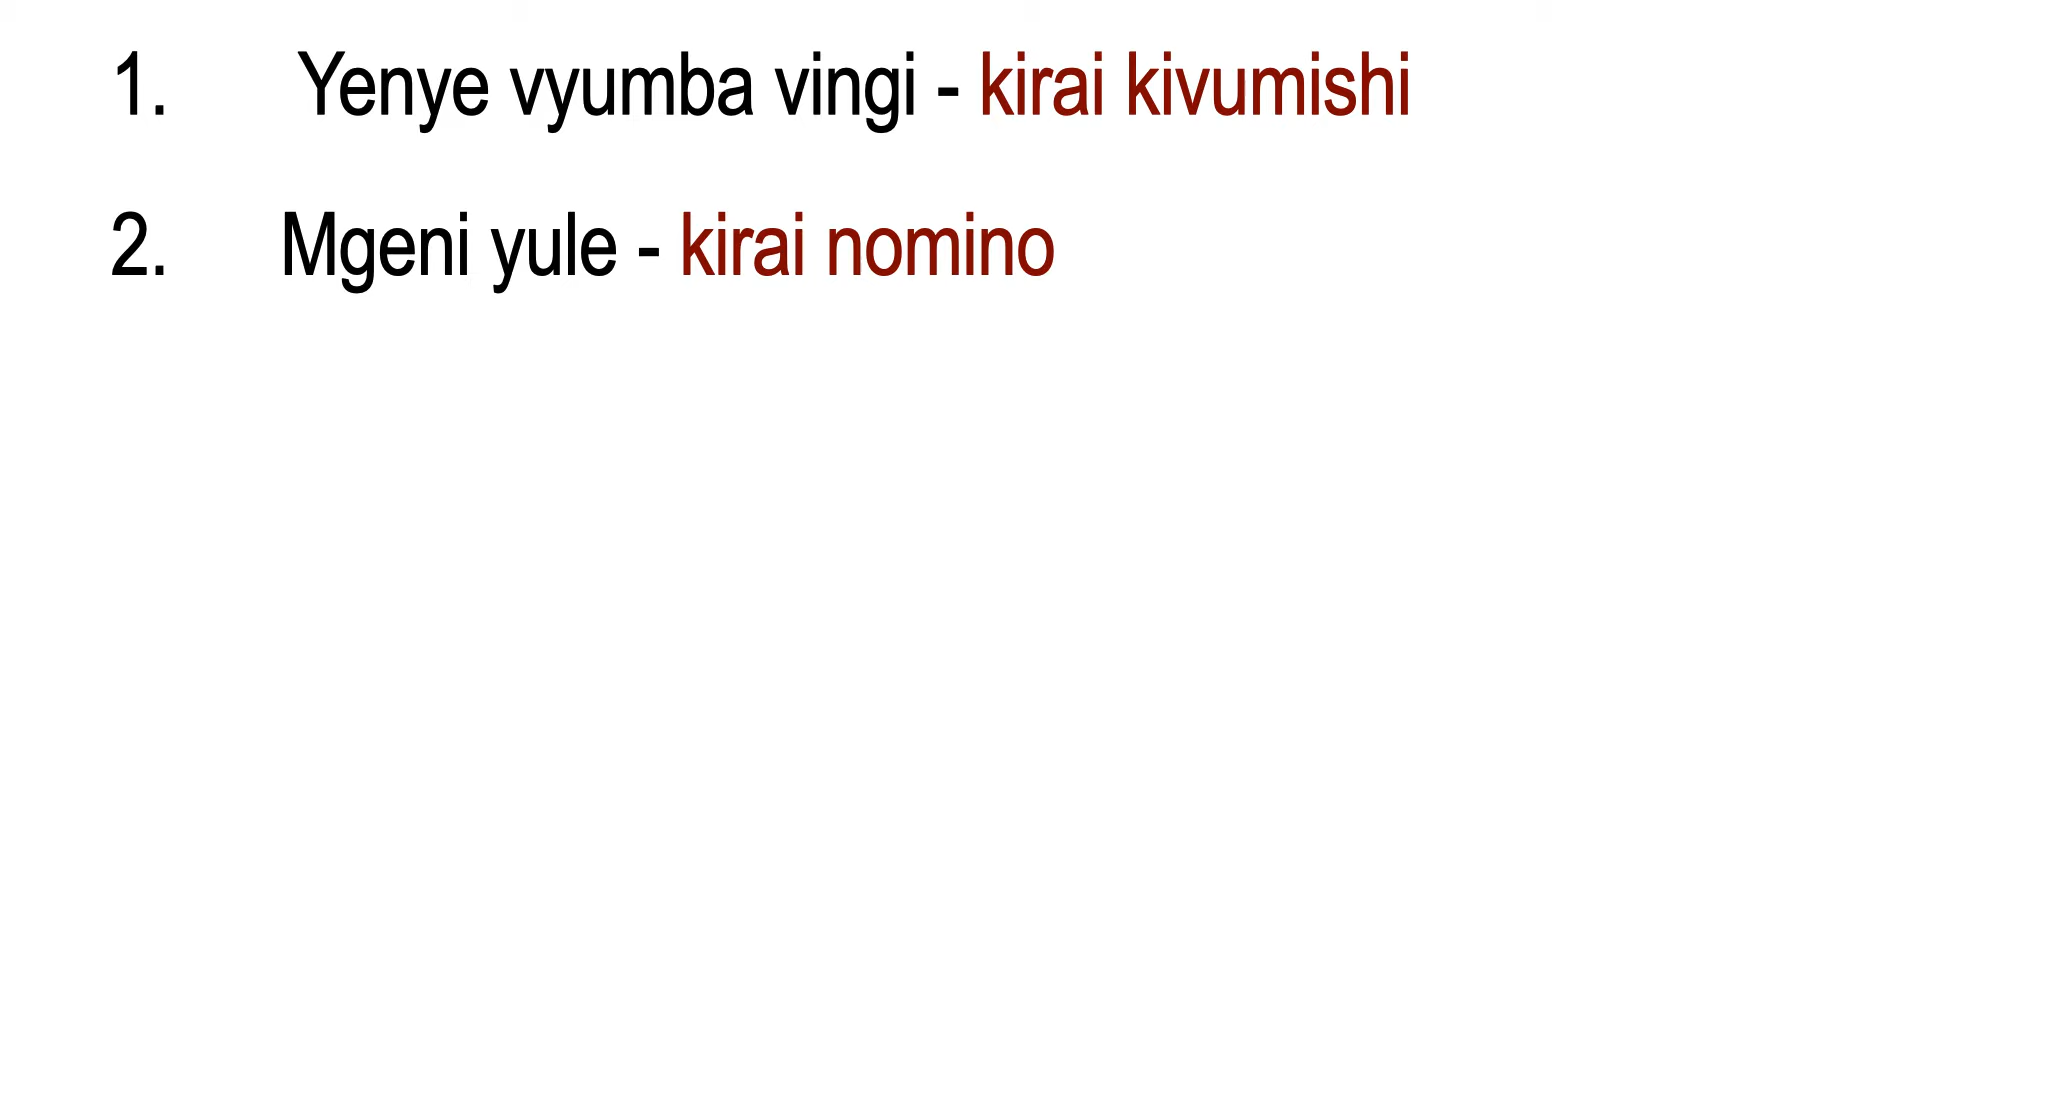 1. Yenye vyumba vingi - kirai kivumishi
2. Mgeni yule - kirai nomino